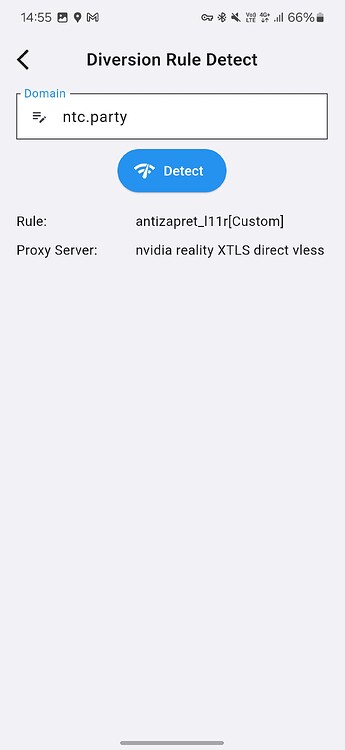 14:55 66%
Diversion Rule Detect
Domain
ntc.party
Detect
Rule: antizapret_l11r[Custom]
Proxy Server: nvidia reality XTLS direct vless